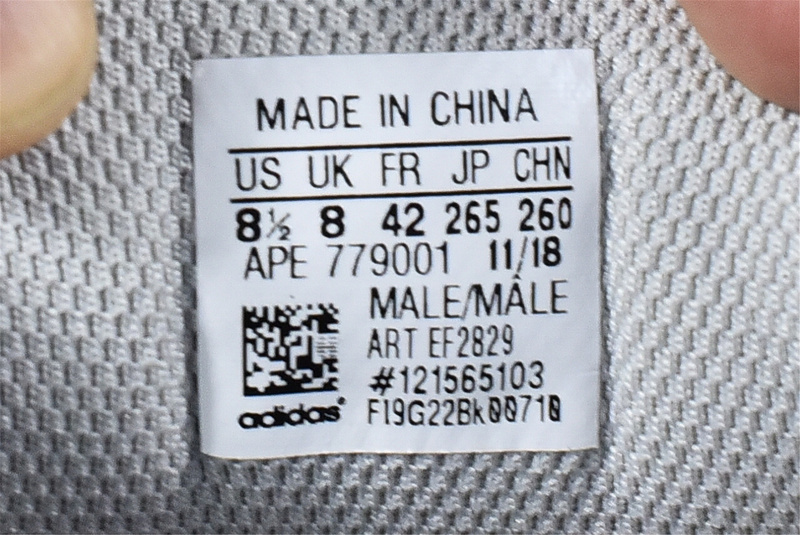 MADE IN CHINA
US UK FR JP CHN
8½ 8 42 265 260
APE 779001 11/18
MALE/MÂLE
ART EF2829
#121565103
adidas® F19G22Bk00710